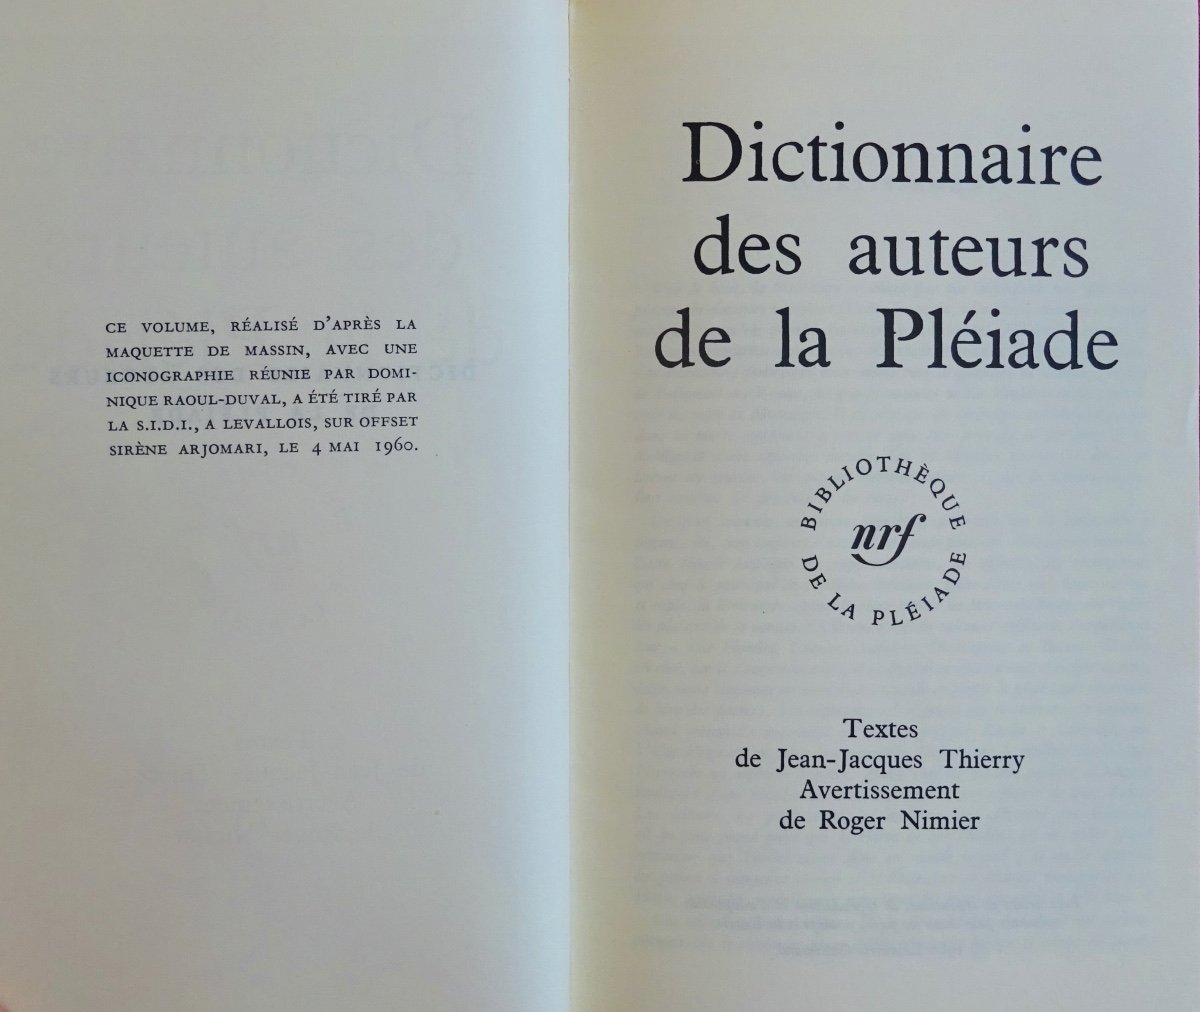 CE VOLUME, RÉALISÉ D'APRÈS LA
MAQUETTE DE MASSIN, AVEC UNE
ICONOGRAPHIE RÉUNIE PAR DOMI-
NIQUE RAOUL-DUVAL, A ÉTÉ TIRÉ PAR
LA S.I.D.I., A LEVALLOIS, SUR OFFSET
SIRÈNE ARJOMARI, LE 4 MAI 1960.
Dictionnaire
des auteurs
de la Pléiade
BIBLIOTHÈQUE
nrf
DE LA PLÉIADE
Textes
de Jean-Jacques Thierry
Avertissement
de Roger Nimier